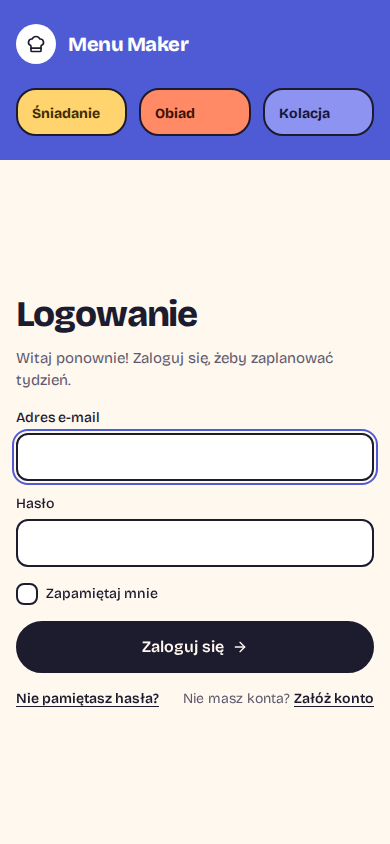 Menu Maker
Śniadanie
Obiad
Kolacja
Logowanie
Witaj ponownie! Zaloguj się, żeby zaplanować
tydzień.
Adres e-mail
Hasło
Zapamiętaj mnie
Zaloguj się →
Nie pamiętasz hasła? Nie masz konta? Załóż konto